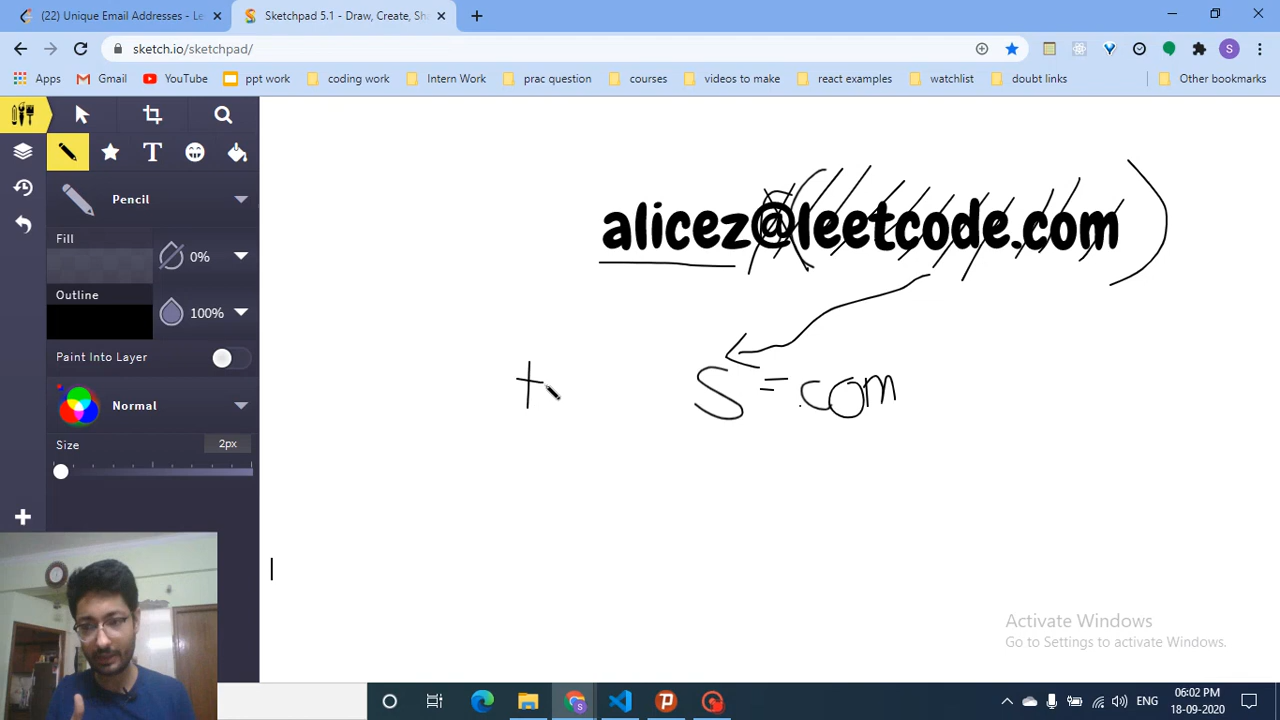 (22) Unique Email Addresses - Le
Sketchpad 5.1 - Draw, Create, Sha
sketch.io/sketchpad/
S
Apps
Gmail
YouTube
ppt work
coding work
Intern Work
prac question
courses
videos to make
react examples
watchlist
doubt links
Other bookmarks
Pencil
Fill
0%
Outline
100%
Paint Into Layer
Normal
Size
2px
alicez@leetcode.com
+
S = .com
Activate Windows
Go to Settings to activate Windows.
ENG
06:02 PM
18-09-2020